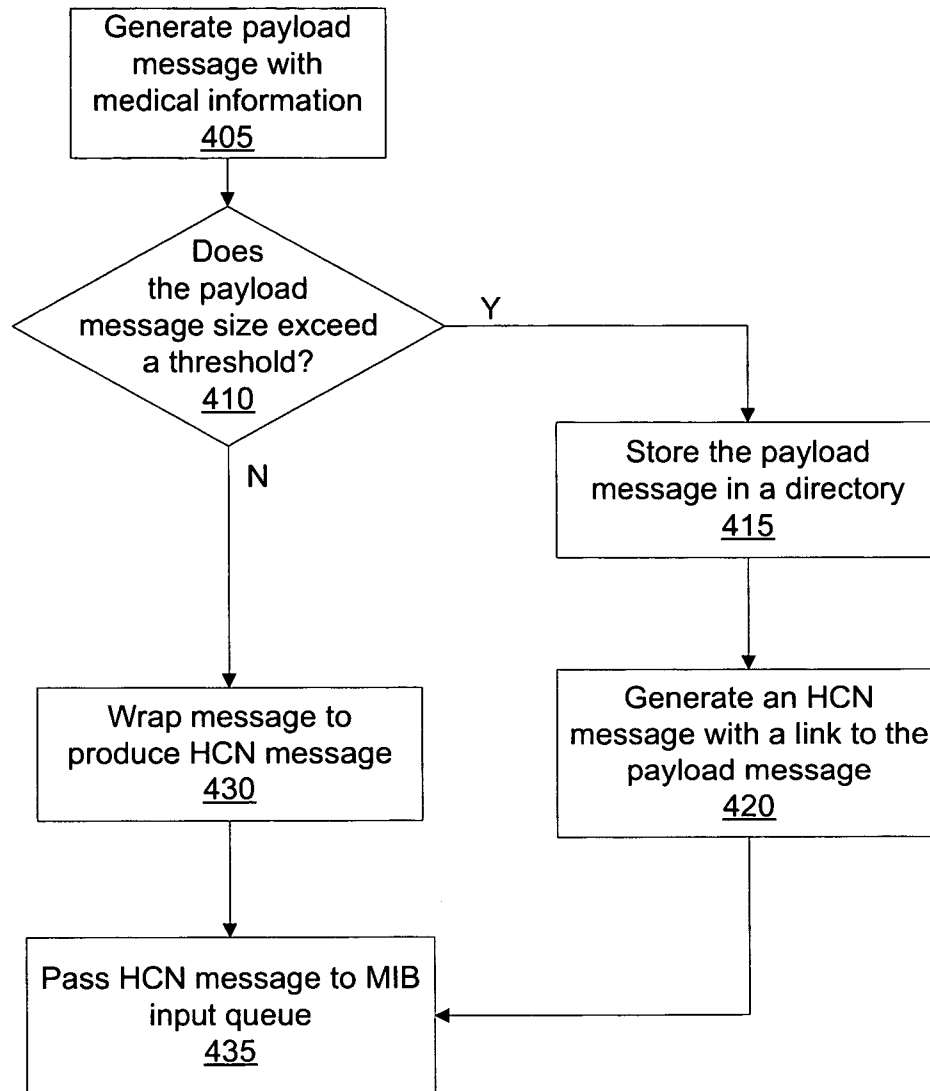 Generate payload
message with
medical information
405
Does
the payload
message size exceed
a threshold?
410
Y
N
Store the payload
message in a directory
415
Wrap message to
produce HCN message
430
Generate an HCN
message with a link to the
payload message
420
Pass HCN message to MIB
input queue
435